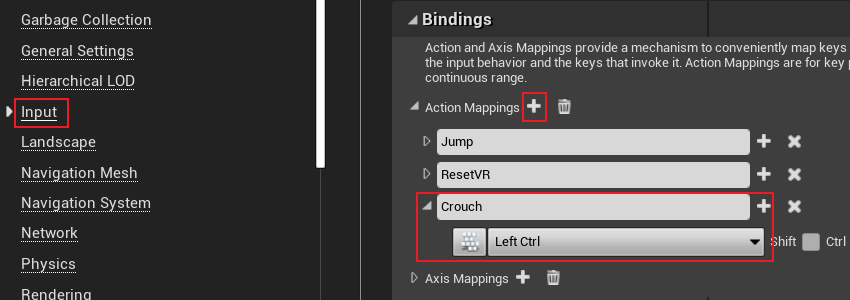 Garbage Collection
General Settings
Hierarchical LOD
Input
Landscape
Navigation Mesh
Navigation System
Network
Physics
Rendering
Bindings
Action and Axis Mappings provide a mechanism to conveniently map keys
the input behavior and the keys that invoke it. Action Mappings are for key p
continuous range.
Action Mappings
Jump
ResetVR
Crouch
Left Ctrl
Shift
Ctrl
Axis Mappings